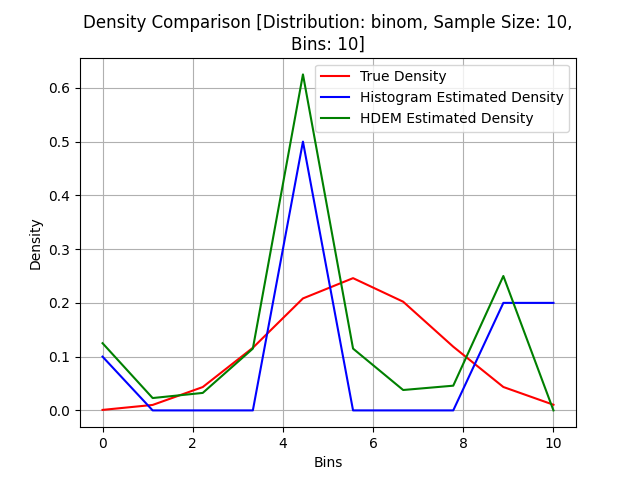 Density Comparison [Distribution: binom, Sample Size: 10,
Bins: 10]
True Density
Histogram Estimated Density
HDEM Estimated Density
Density
0.6
0.5
0.4
0.3
0.2
0.1
0.0
0 2 4 6 8 10
Bins